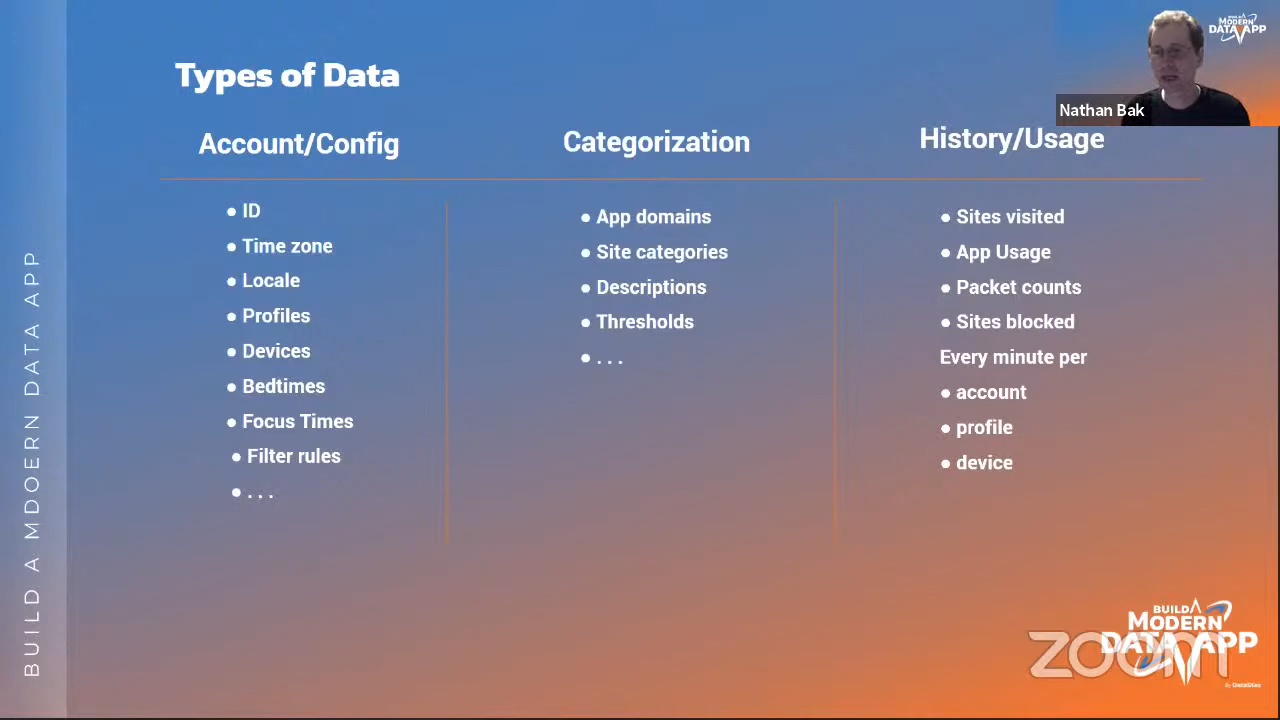 Types of Data
Account/Config
● ID
● Time zone
● Locale
● Profiles
● Devices
● Bedtimes
● Focus Times
● Filter rules
● . . .
Categorization
● App domains
● Site categories
● Descriptions
● Thresholds
● . . .
History/Usage
● Sites visited
● App Usage
● Packet counts
● Sites blocked
Every minute per
● account
● profile
● device
Nathan Bak
BUILD A
MODERN
DATA APP
BUILD A MDOERN DATA APP
BUILD A
MODERN
DATA APP
By DataStax
zoom